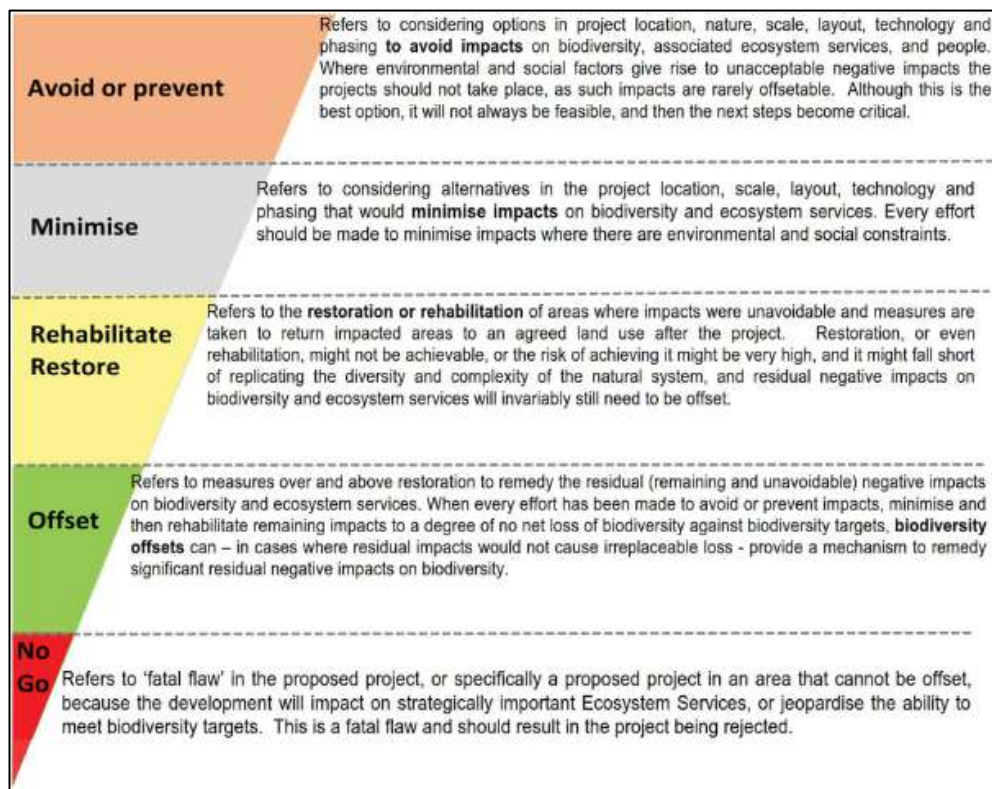 Avoid or prevent
Refers to considering options in project location, nature, scale, layout, technology and
phasing to avoid impacts on biodiversity, associated ecosystem services, and people.
Where environmental and social factors give rise to unacceptable negative impacts the
projects should not take place, as such impacts are rarely offsetable. Although this is the
best option, it will not always be feasible, and then the next steps become critical.
Minimise
Refers to considering alternatives in the project location, scale, layout, technology and
phasing that would minimise impacts on biodiversity and ecosystem services. Every effort
should be made to minimise impacts where there are environmental and social constraints.
Rehabilitate
Restore
Refers to the restoration or rehabilitation of areas where impacts were unavoidable and measures are
taken to return impacted areas to an agreed land use after the project. Restoration, or even
rehabilitation, might not be achievable, or the risk of achieving it might be very high, and it might fall short
of replicating the diversity and complexity of the natural system, and residual negative impacts on
biodiversity and ecosystem services will invariably still need to be offset.
Offset
Refers to measures over and above restoration to remedy the residual (remaining and unavoidable) negative impacts
on biodiversity and ecosystem services. When every effort has been made to avoid or prevent impacts, minimise and
then rehabilitate remaining impacts to a degree of no net loss of biodiversity against biodiversity targets, biodiversity
offsets can – in cases where residual impacts would not cause irreplaceable loss - provide a mechanism to remedy
significant residual negative impacts on biodiversity.
No
Go
Refers to ‘fatal flaw’ in the proposed project, or specifically a proposed project in an area that cannot be offset,
because the development will impact on strategically important Ecosystem Services, or jeopardise the ability to
meet biodiversity targets. This is a fatal flaw and should result in the project being rejected.